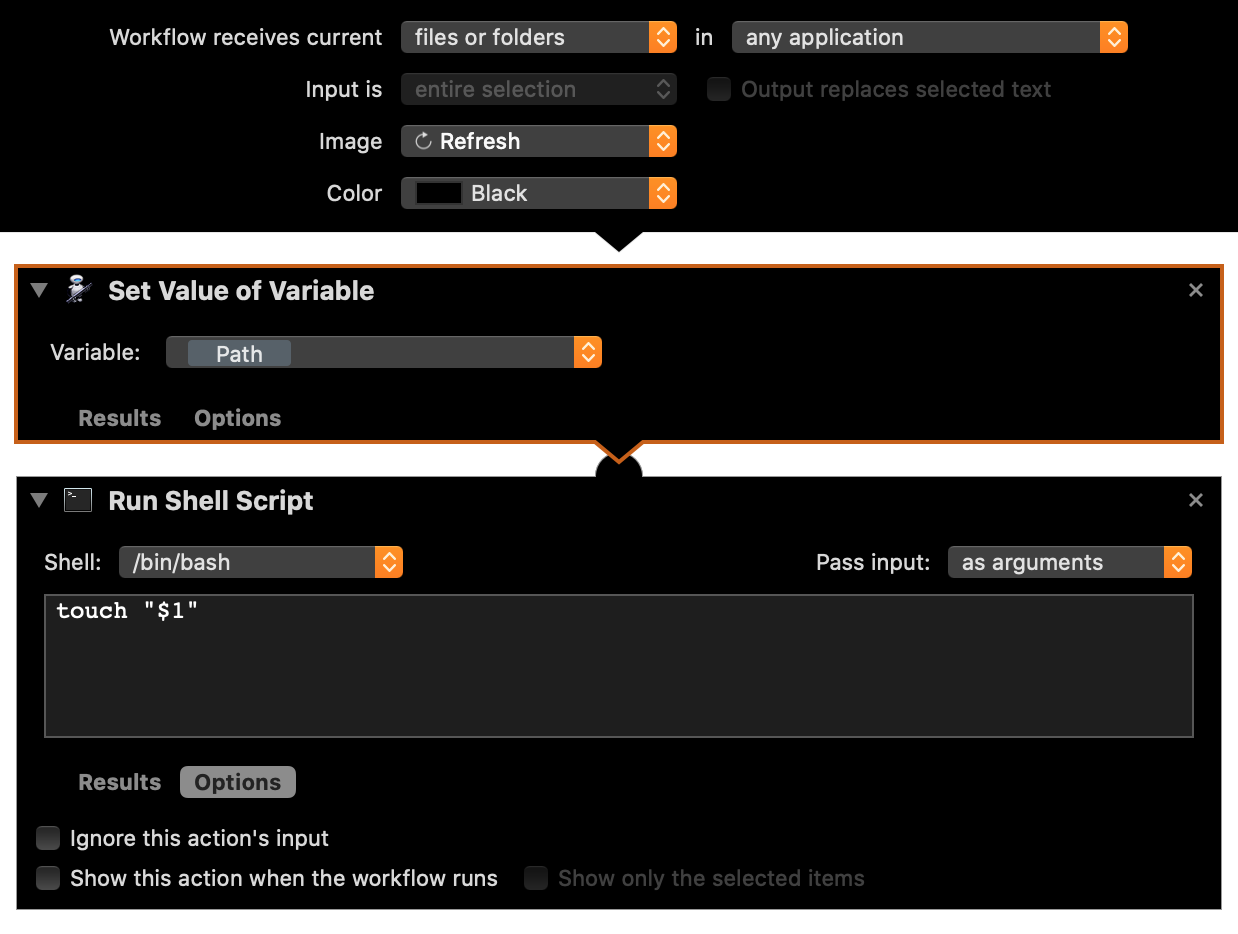 Workflow receives current files or folders in any application
Input is entire selection Output replaces selected text
Image Refresh
Color Black
Set Value of Variable
Variable: Path
Results Options
Run Shell Script
Shell: /bin/bash Pass input: as arguments
touch "$1"
Results Options
Ignore this action's input
Show this action when the workflow runs Show only the selected items